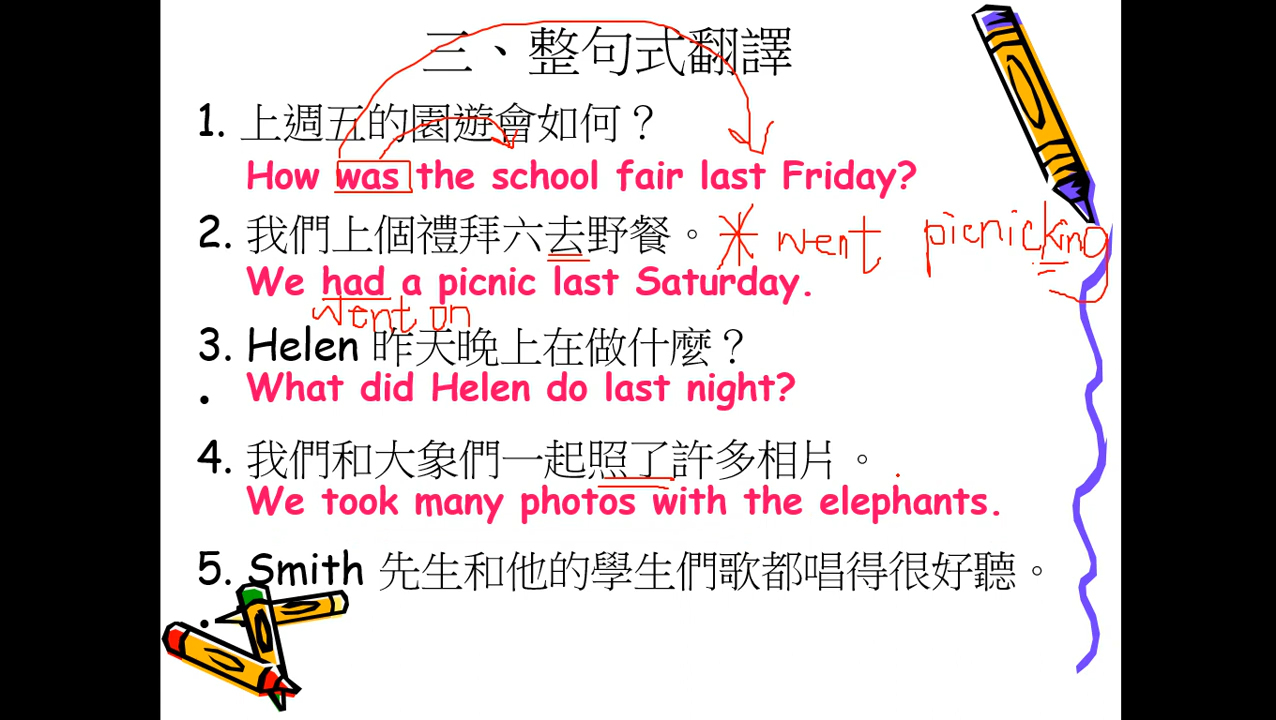 三、整句式翻譯
1. 上週五的園遊會如何？
How was the school fair last Friday?
2. 我們上個禮拜六去野餐。 * went picnicking
We had a picnic last Saturday.
went on
3. Helen 昨天晚上在做什麼？
• What did Helen do last night?
4. 我們和大象們一起照了許多相片。
We took many photos with the elephants.
5. Smith 先生和他的學生們歌都唱得很好聽。
•